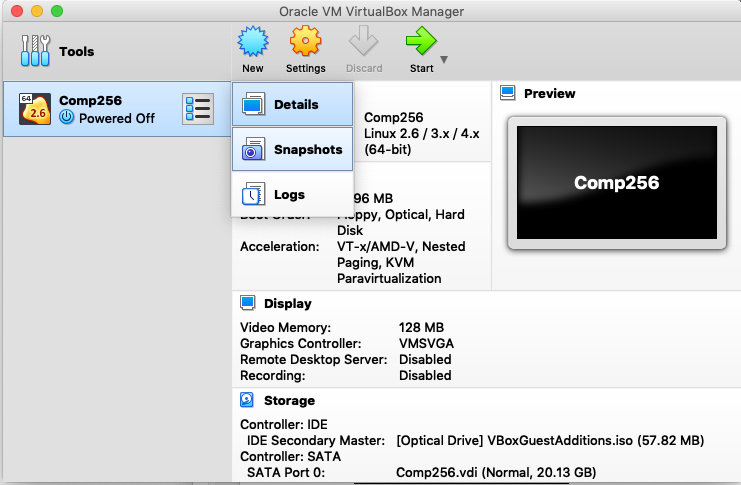 Oracle VM VirtualBox Manager
Tools
New
Settings
Discard
Start
64
2.6
Comp256
Powered Off
Details
Snapshots
Logs
Comp256
Linux 2.6 / 3.x / 4.x
(64-bit)
96 MB
Floppy, Optical, Hard
Disk
Acceleration: VT-x/AMD-V, Nested
Paging, KVM
Paravirtualization
Preview
Comp256
Display
Video Memory: 128 MB
Graphics Controller: VMSVGA
Remote Desktop Server: Disabled
Recording: Disabled
Storage
Controller: IDE
IDE Secondary Master: [Optical Drive] VBoxGuestAdditions.iso (57.82 MB)
Controller: SATA
SATA Port 0: Comp256.vdi (Normal, 20.13 GB)